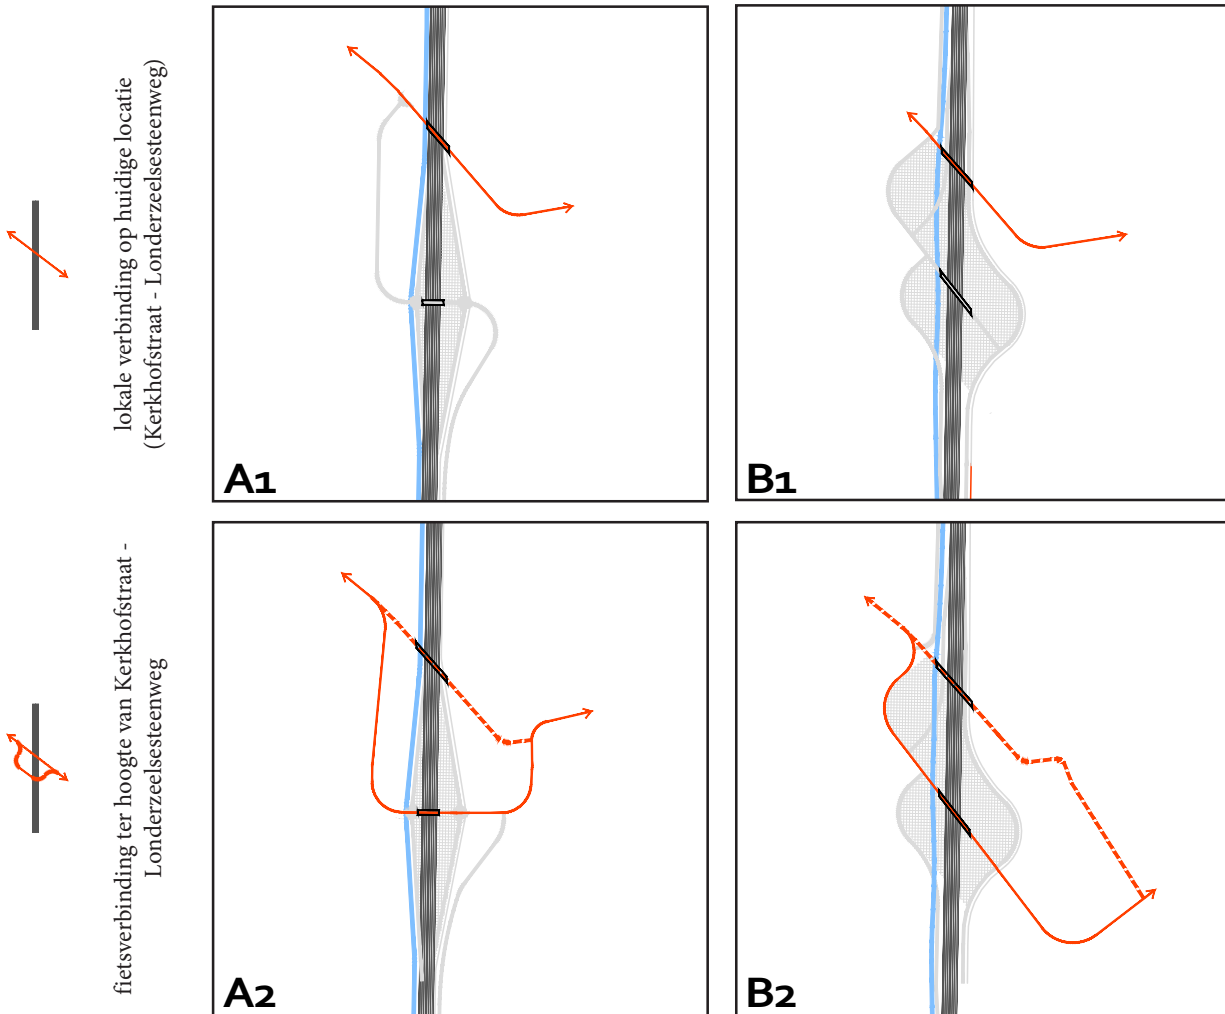 lokale verbinding op huidige locatie
(Kerkhofstraat - Londerzeelsesteenweg)
A1
B1
fietsverbinding ter hoogte van Kerkhofstraat -
Londerzeelsesteenweg
A2
B2